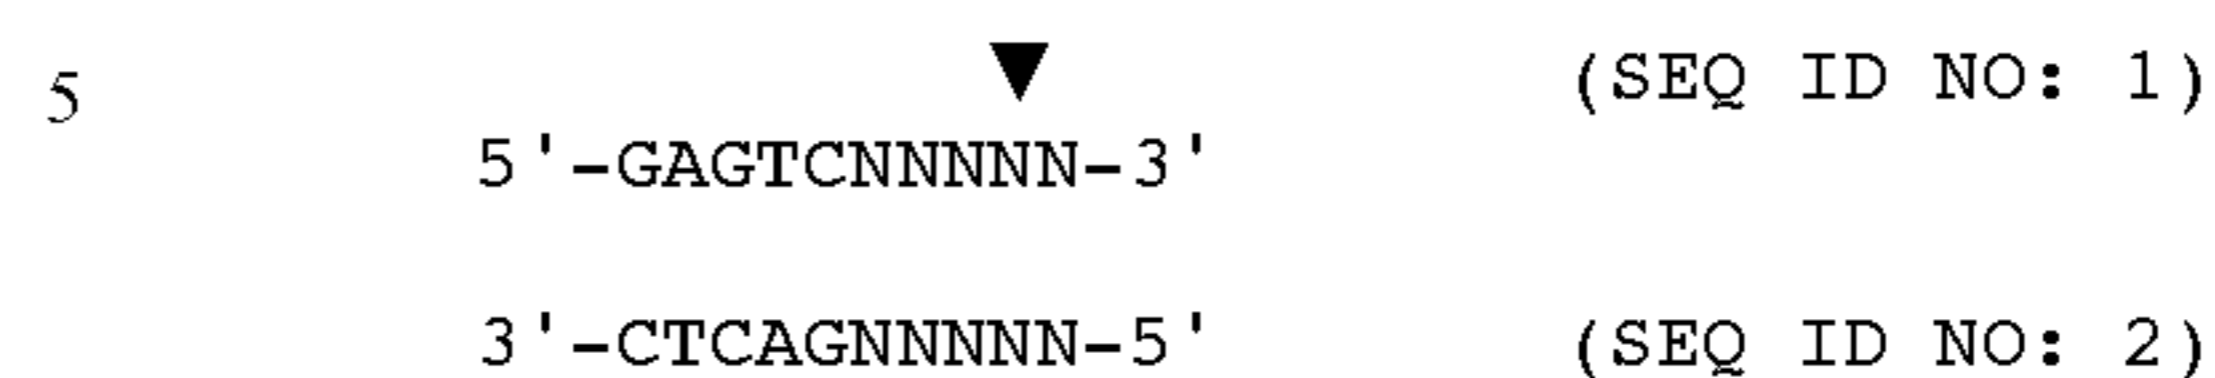 5 ▼ (SEQ ID NO: 1)
5'-GAGTCNNNNN-3'
3'-CTCAGNNNNN-5' (SEQ ID NO: 2)